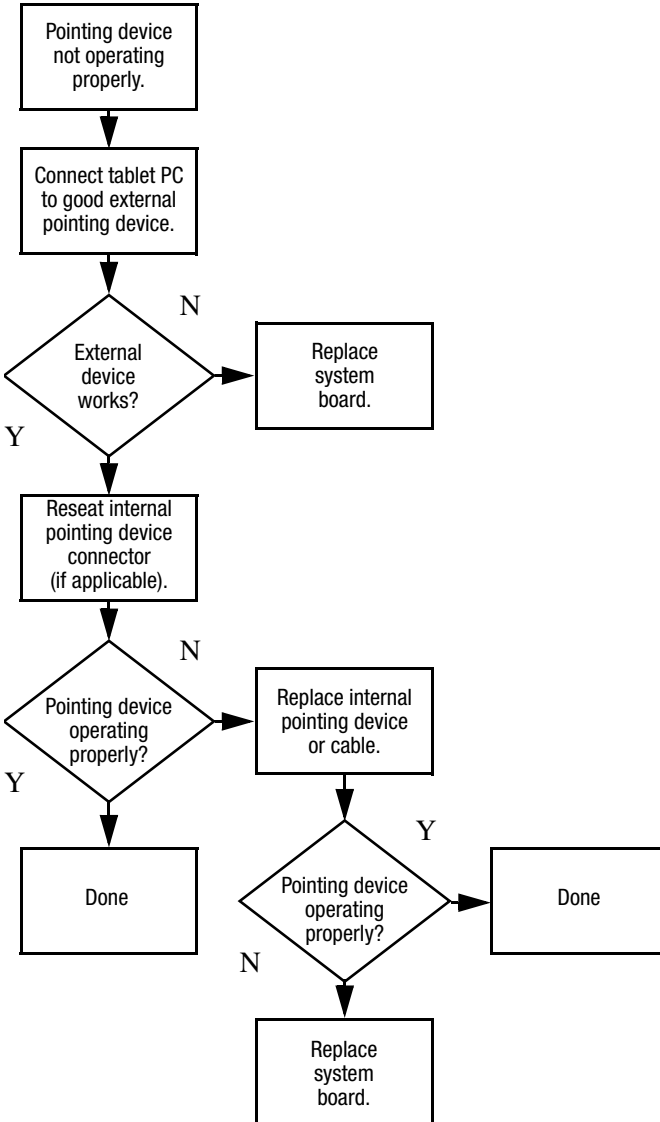 Pointing device
not operating
properly.
Connect tablet PC
to good external
pointing device.
N
External
device
works?
Replace
system
board.
Y
Reseat internal
pointing device
connector
(if applicable).
N
Pointing device
operating
properly?
Replace internal
pointing device
or cable.
Y
Y
Done
Pointing device
operating
properly?
Done
N
Replace
system
board.